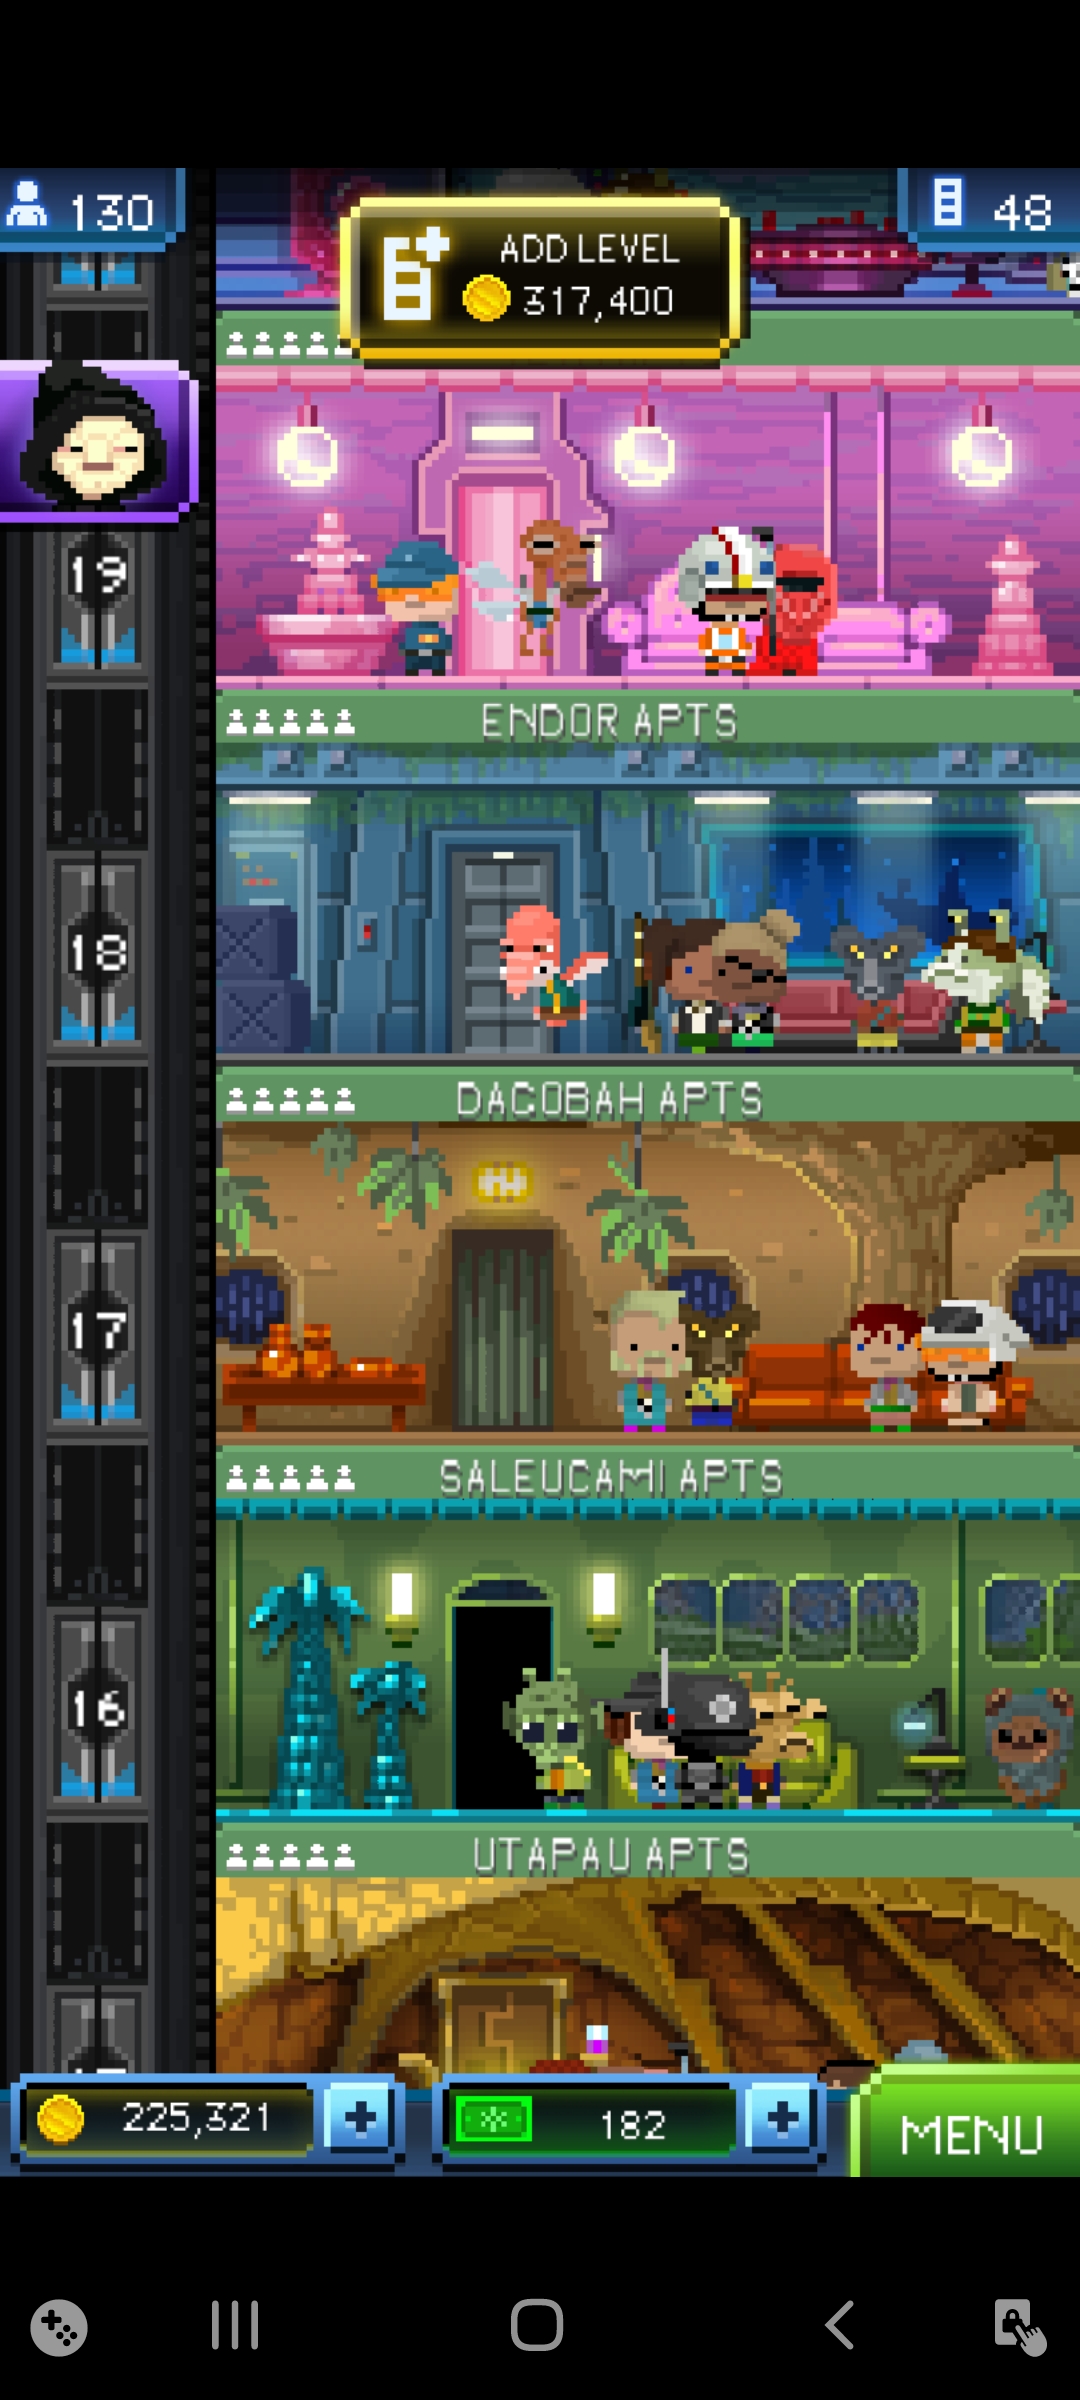 130
48
ADD LEVEL
317,400
19
ENDOR APTS
18
DAGOBAH APTS
17
SALEUCAMI APTS
16
UTAPAU APTS
225,321
182
MENU